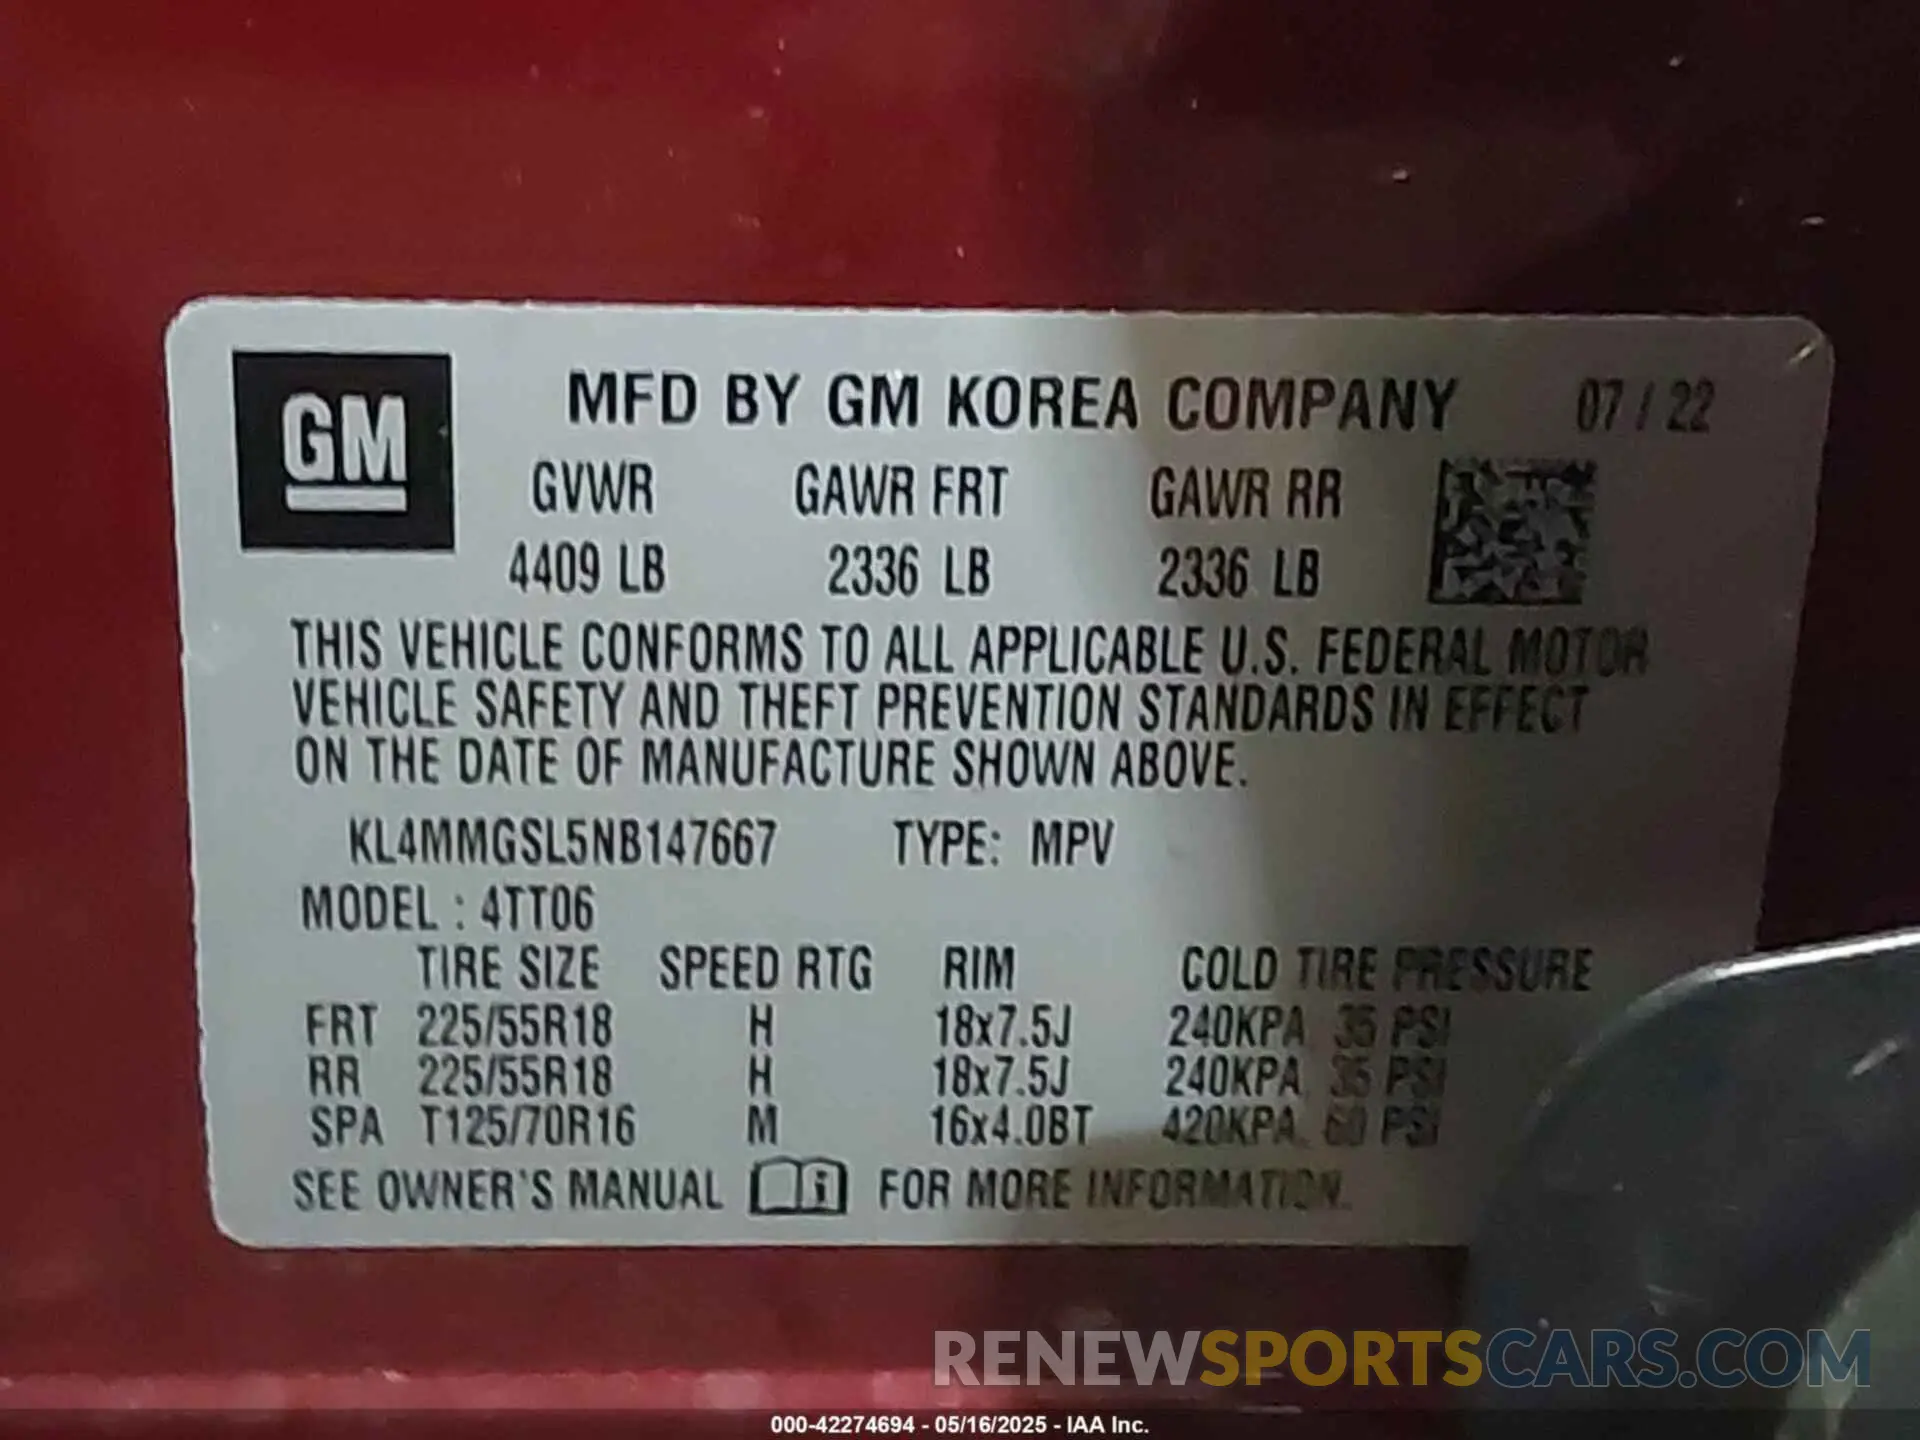 GM
MFD BY GM KOREA COMPANY 07 / 22
GVWR GAWR FRT GAWR RR
4409 LB 2336 LB 2336 LB
THIS VEHICLE CONFORMS TO ALL APPLICABLE U.S. FEDERAL MOTOR
VEHICLE SAFETY AND THEFT PREVENTION STANDARDS IN EFFECT
ON THE DATE OF MANUFACTURE SHOWN ABOVE.
KL4MMGSL5NB147667 TYPE: MPV
MODEL : 4TT06
TIRE SIZE SPEED RTG RIM COLD TIRE PRESSURE
FRT 225/55R18 H 18x7.5J 240KPA, 35 PSI
RR 225/55R18 H 18x7.5J 240KPA, 35 PSI
SPA T125/70R16 M 16x4.0BT 420KPA, 60 PSI
SEE OWNER'S MANUAL i FOR MORE INFORMATION.
RENEWSPORTSCARS.COM
000-42274694 - 05/16/2025 - IAA Inc.